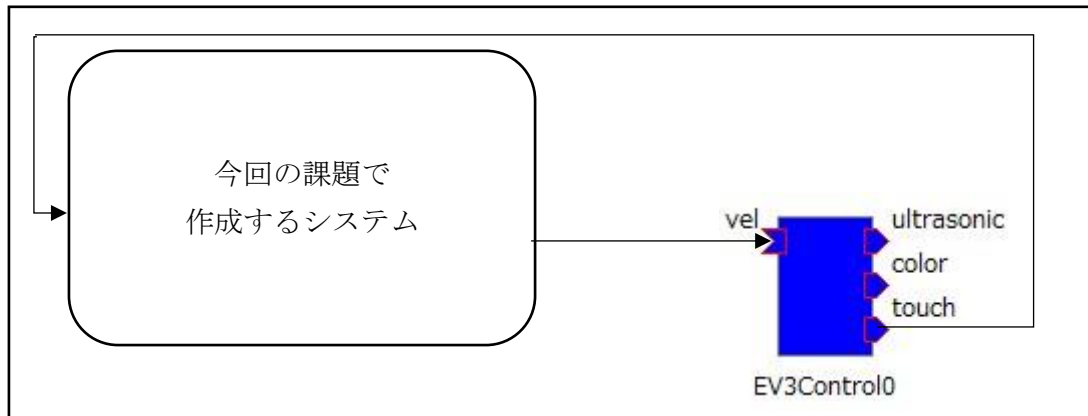 今回の課題で
作成するシステム
vel
ultrasonic
color
touch
EV3Control0